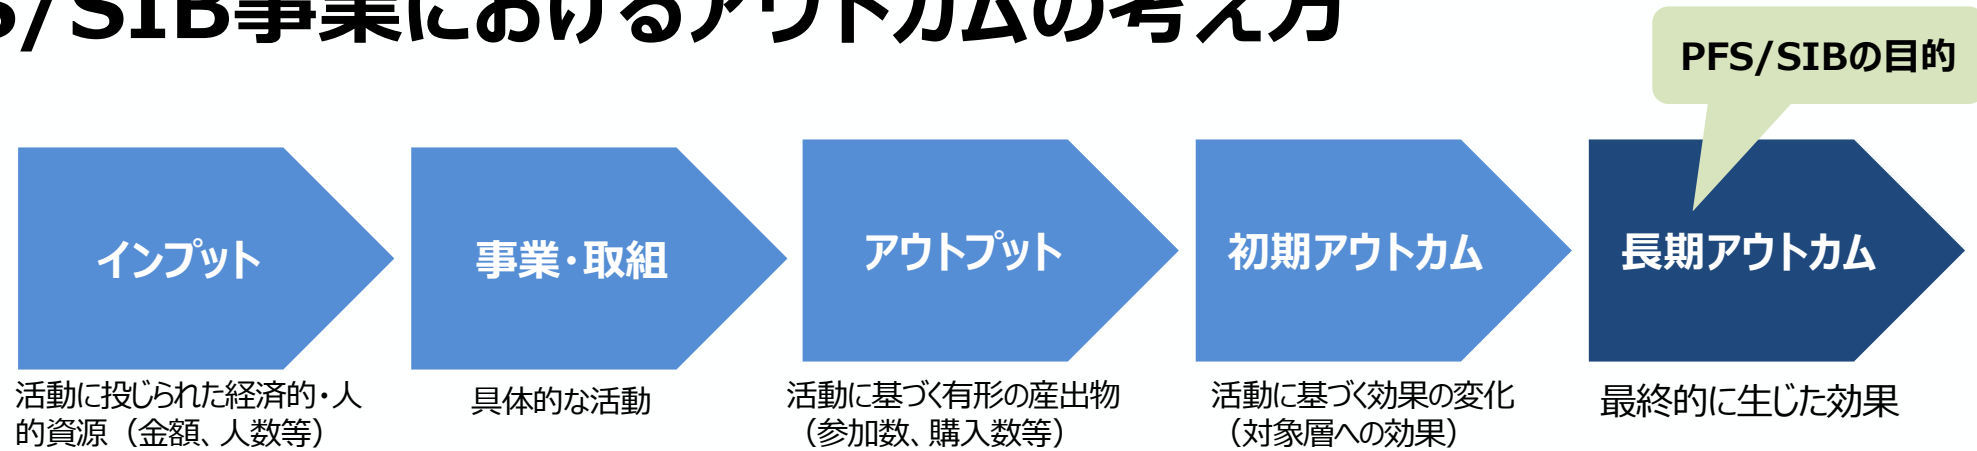 S/SIB事業におけるアウトカムの考え方
PFS/SIBの目的
インプット
事業・取組
アウトプット
初期アウトカム
長期アウトカム
活動に投じられた経済的・人
的資源（金額、人数等）
具体的な活動
活動に基づく有形の産出物
（参加数、購入数等）
活動に基づく効果の変化
（対象層への効果）
最終的に生じた効果